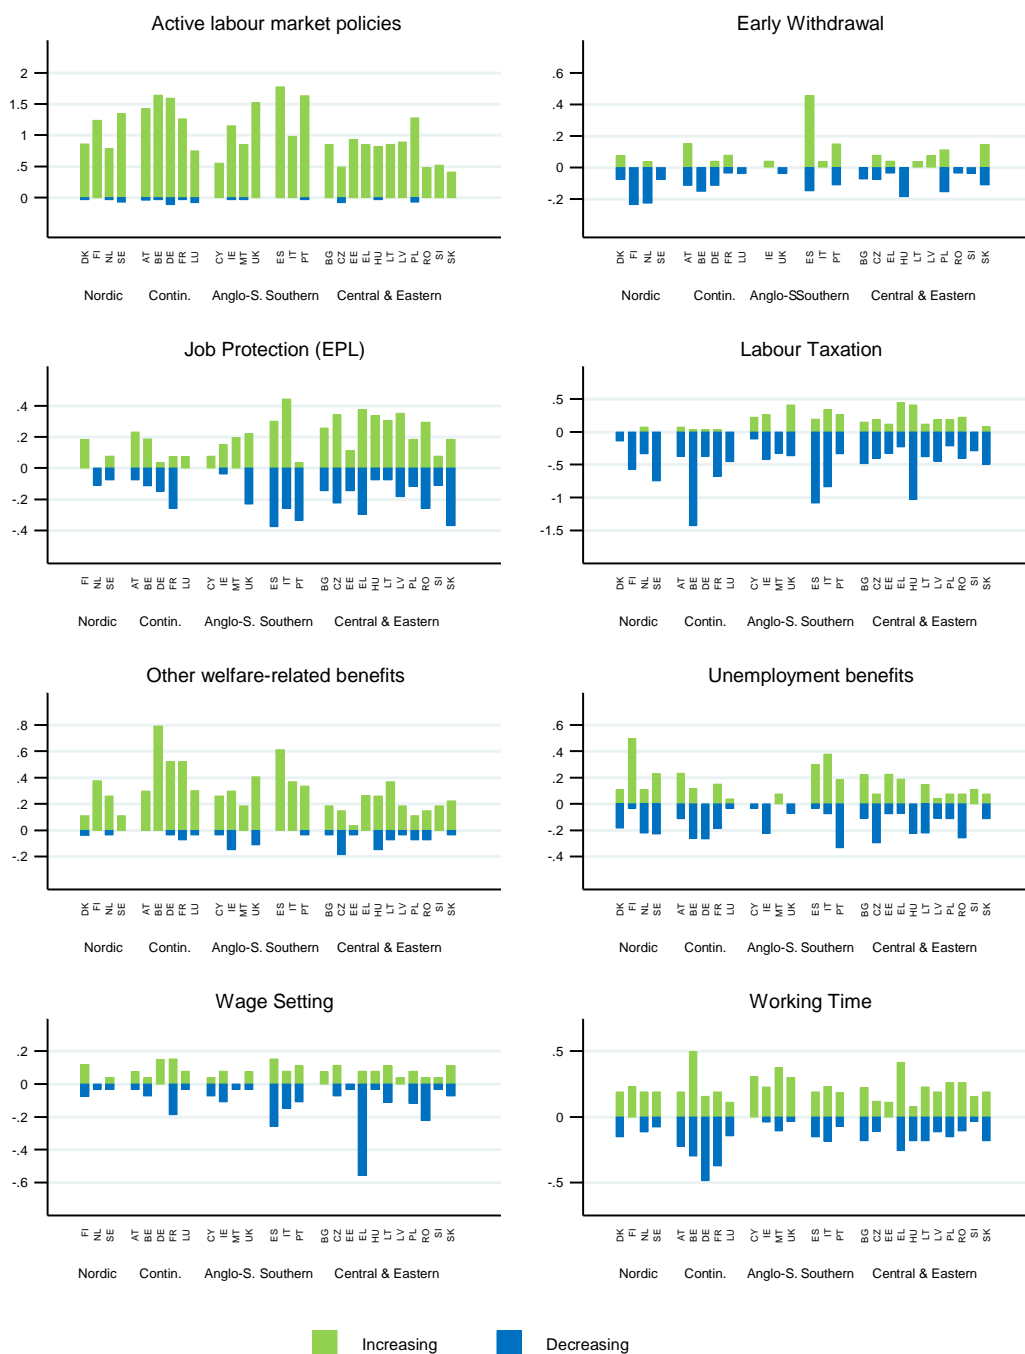 Active labour market policies
2
1.5
1
.5
0
DK FI NL SE AT BE DE FR LU CY IE MT UK ES IT PT BG CZ EE EL HU LT LV PL RO SI SK
Nordic Contin. Anglo-S. Southern Central & Eastern
Early Withdrawal
.6
.4
.2
0
-.2
DK FI NL SE AT BE DE FR LU IE UK ES IT PT BG CZ EE EL HU LT LV PL RO SI SK
Nordic Contin. Anglo-S. Southern Central & Eastern
Job Protection (EPL)
.4
.2
0
-.2
-.4
FI NL SE AT BE DE FR LU CY IE MT UK ES IT PT BG CZ EE EL HU LT LV PL RO SI SK
Nordic Contin. Anglo-S. Southern Central & Eastern
Labour Taxation
.5
0
-.5
-1
-1.5
DK FI NL SE AT BE DE FR LU CY IE MT UK ES IT PT BG CZ EE EL HU LT LV PL RO SI SK
Nordic Contin. Anglo-S. Southern Central & Eastern
Other welfare-related benefits
.8
.6
.4
.2
0
-.2
DK FI NL SE AT BE DE FR LU CY IE MT UK ES IT PT BG CZ EE EL HU LT LV PL RO SI SK
Nordic Contin. Anglo-S. Southern Central & Eastern
Unemployment benefits
.6
.4
.2
0
-.2
-.4
DK FI NL SE AT BE DE FR LU CY IE MT UK ES IT PT BG CZ EE EL HU LT LV PL RO SI SK
Nordic Contin. Anglo-S. Southern Central & Eastern
Wage Setting
.2
0
-.2
-.4
-.6
FI NL SE AT BE DE FR LU CY IE MT UK ES IT PT BG CZ EE EL HU LT LV PL RO SI SK
Nordic Contin. Anglo-S. Southern Central & Eastern
Working Time
.5
0
-.5
DK FI NL SE AT BE DE FR LU CY IE MT UK ES IT PT BG CZ EE EL HU LT LV PL RO SI SK
Nordic Contin. Anglo-S. Southern Central & Eastern
Increasing Decreasing